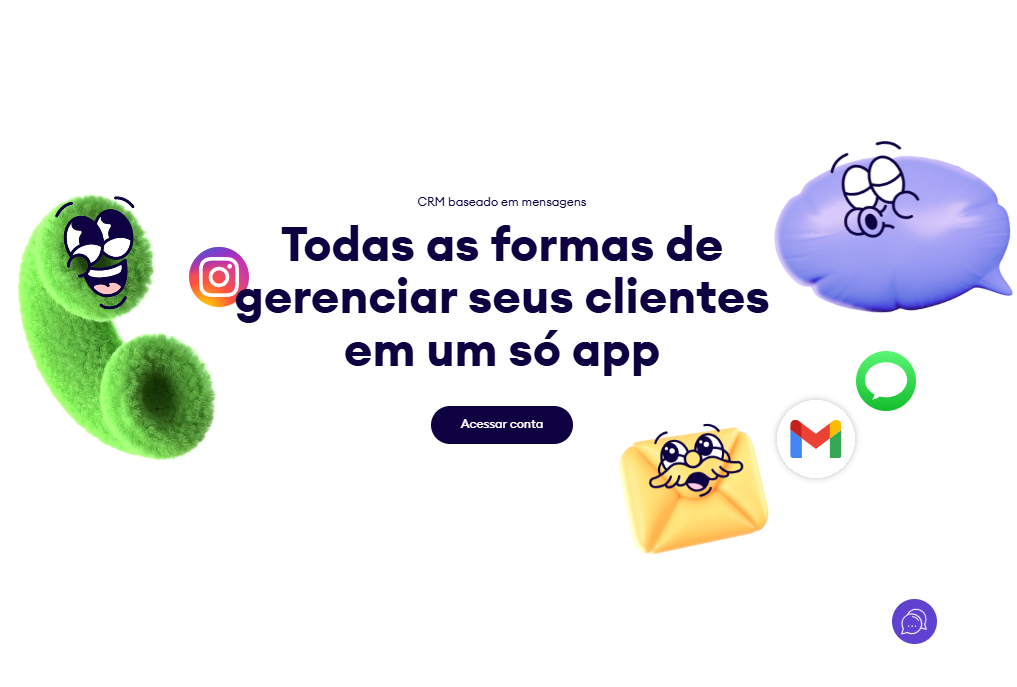 CRM baseado em mensagens
Todas as formas de
gerenciar seus clientes
em um só app
Acessar conta